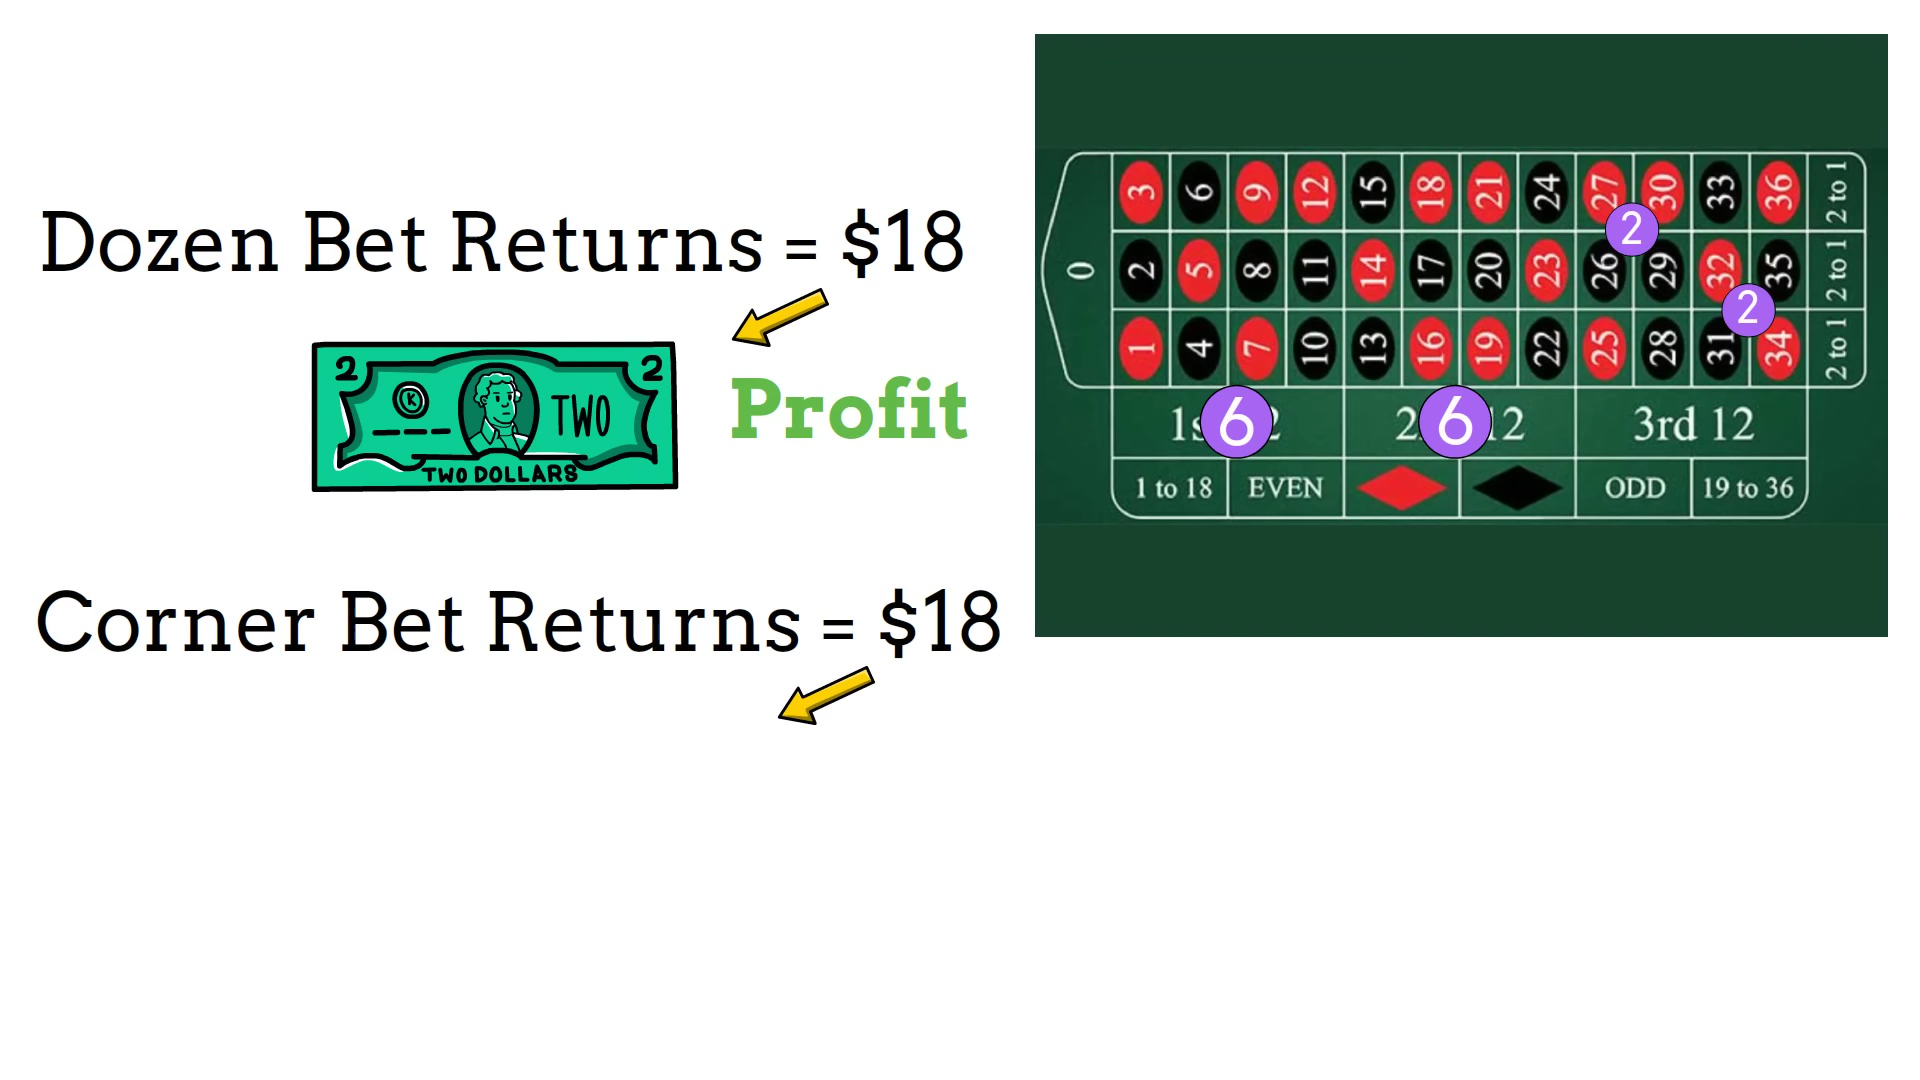 Dozen Bet Returns = $18
2 2
K
TWO
TWO DOLLARS
Profit
Corner Bet Returns = $18
3 6 9 12 15 18 21 24 27 30 33 36 2 to 1
2
0 2 5 8 11 14 17 20 23 26 29 32 35 2 to 1
2
1 4 7 10 13 16 19 22 25 28 31 34 2 to 1
6 6 3rd 12
1 to 18 EVEN ODD 19 to 36